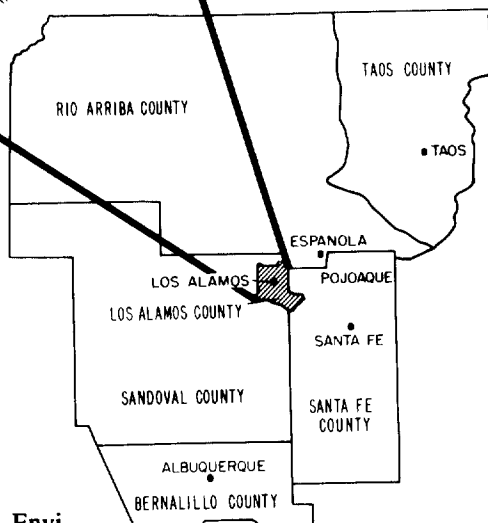 TAOS COUNTY
RIO ARRIBA COUNTY
TAOS
ESPANOLA
LOS ALAMOS
POJOAQUE
LOS ALAMOS COUNTY
SANTA FE
SANDOVAL COUNTY
SANTA FE
COUNTY
ALBUQUERQUE
BERNALILLO COUNTY
Envi